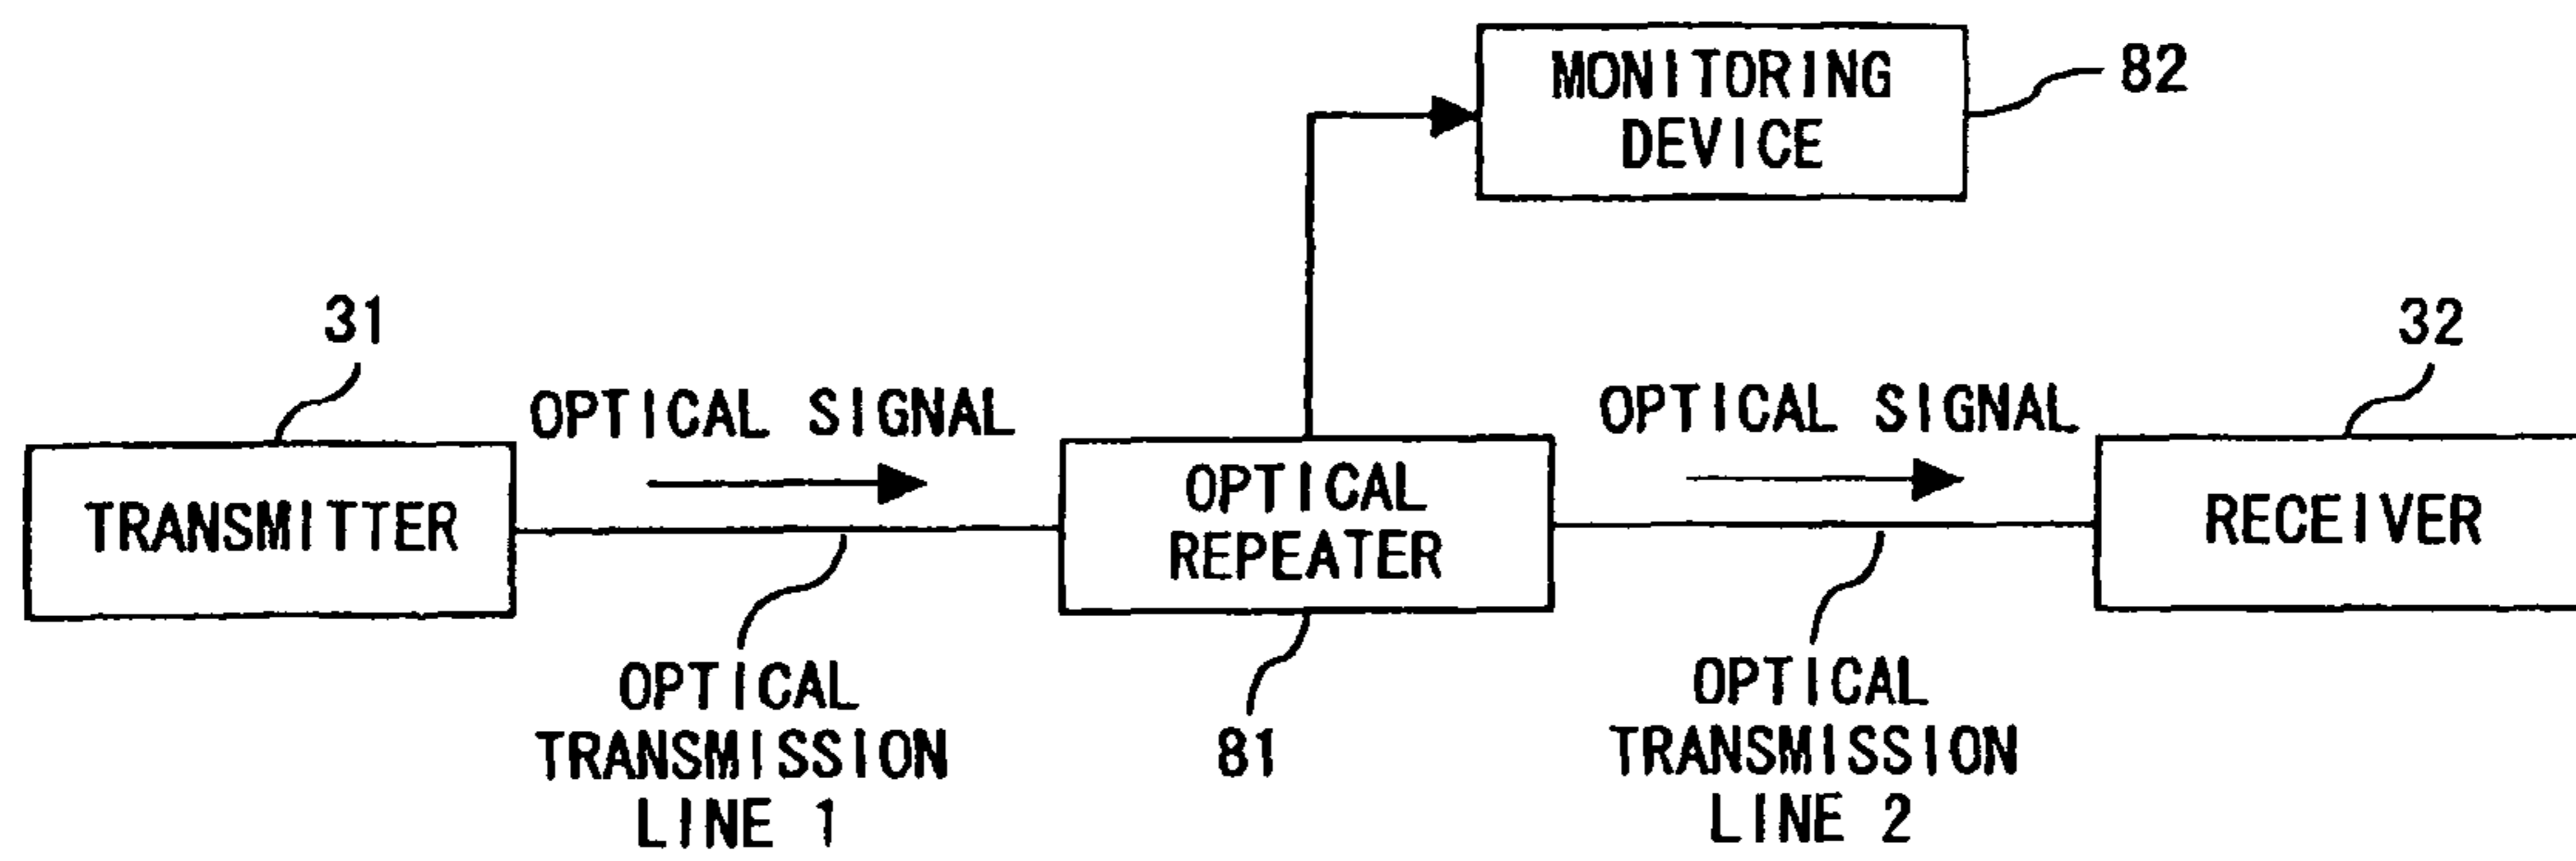 MONITORING
DEVICE
82
31
32
OPTICAL SIGNAL
OPTICAL SIGNAL
TRANSMITTER
OPTICAL
REPEATER
RECEIVER
OPTICAL
TRANSMISSION
LINE 1
81
OPTICAL
TRANSMISSION
LINE 2